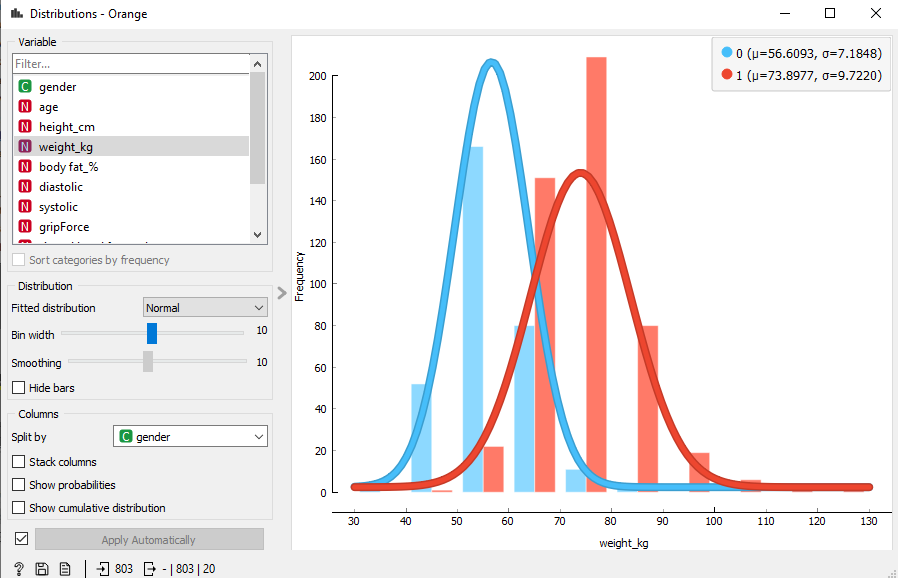 Distributions - Orange
Variable
Filter...
C gender
N age
N height_cm
N weight_kg
N body fat_%
N diastolic
N systolic
N gripForce
Sort categories by frequency
Distribution
Fitted distribution Normal
Bin width 10
Smoothing 10
Hide bars
Columns
Split by C gender
Stack columns
Show probabilities
Show cumulative distribution
Apply Automatically
? 803 - | 803 | 20
0 (μ=56.6093, σ=7.1848)
1 (μ=73.8977, σ=9.7220)
Frequency
200
180
160
140
120
100
80
60
40
20
0
30 40 50 60 70 80 90 100 110 120 130
weight_kg